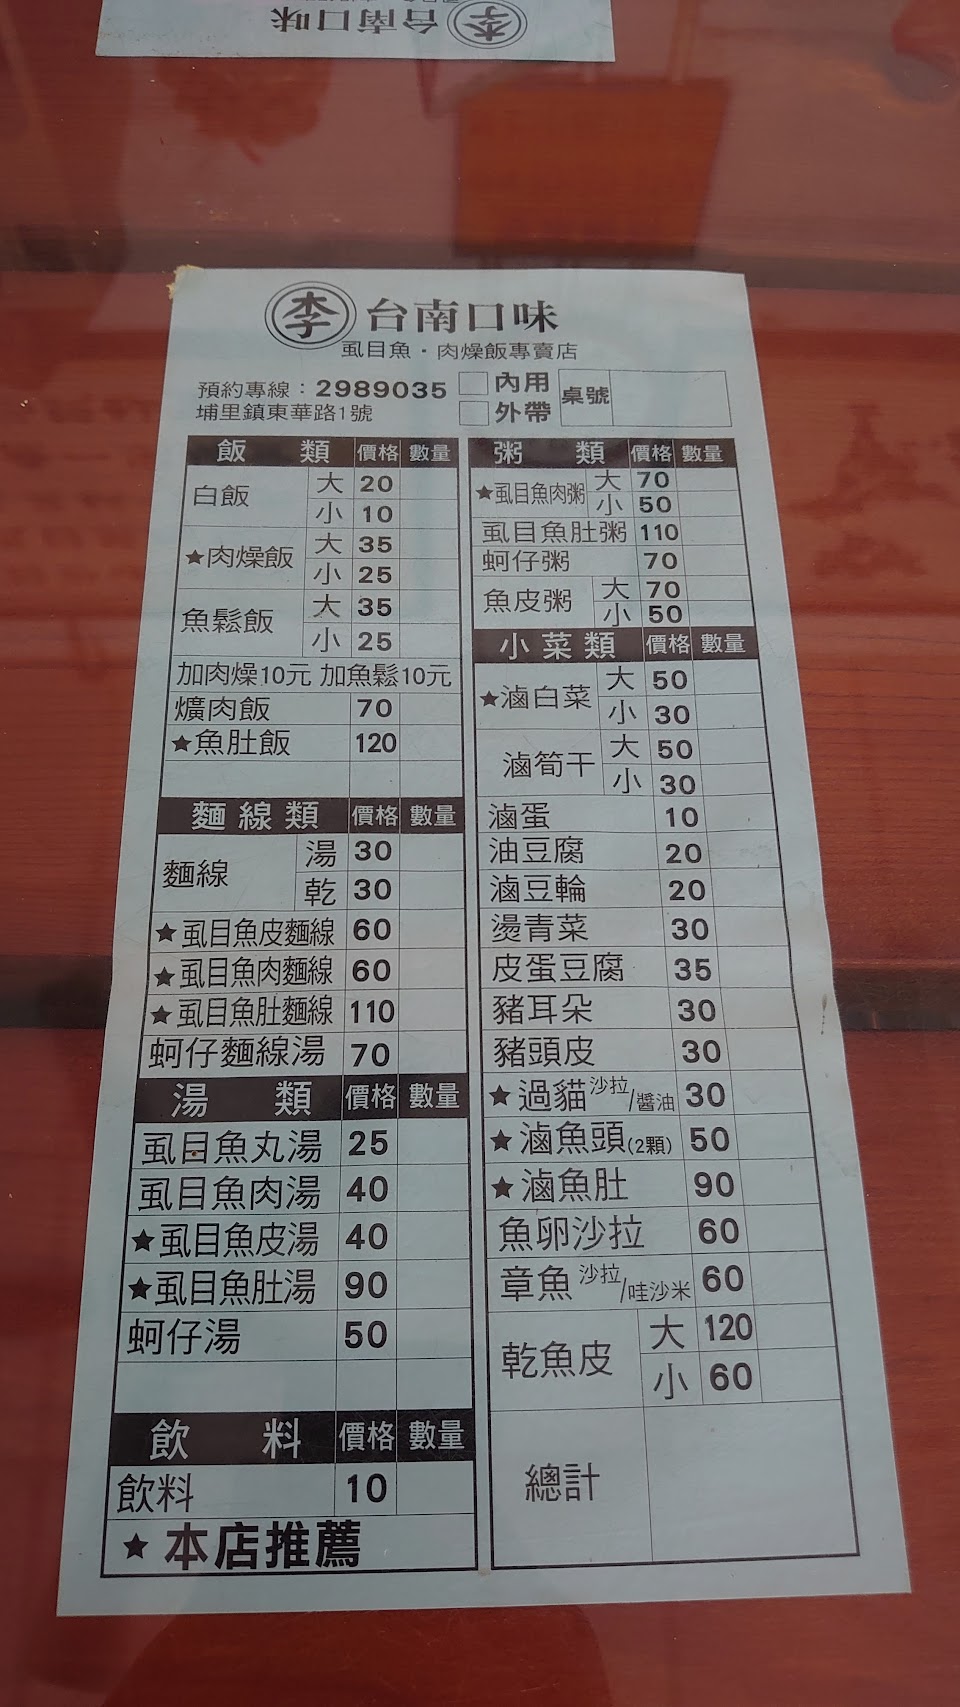 台南口味
李
李 台南口味
虱目魚·肉燥飯專賣店
預約專線：2989035
埔里鎮東華路1號
內用
外帶
桌號
飯類 價格 數量
白飯 大 20
小 10
★肉燥飯 大 35
小 25
魚鬆飯 大 35
小 25
加肉燥10元 加魚鬆10元
爌肉飯 70
★魚肚飯 120
麵線類 價格 數量
麵線 湯 30
乾 30
★虱目魚皮麵線 60
★虱目魚肉麵線 60
★虱目魚肚麵線 110
蚵仔麵線湯 70
湯類 價格 數量
虱目魚丸湯 25
虱目魚肉湯 40
★虱目魚皮湯 40
★虱目魚肚湯 90
蚵仔湯 50
飲料 價格 數量
飲料 10
★本店推薦
粥類 價格 數量
★虱目魚肉粥 大 70
小 50
虱目魚肚粥 110
蚵仔粥 70
魚皮粥 大 70
小 50
小菜類 價格 數量
★滷白菜 大 50
小 30
滷筍干 大 50
小 30
滷蛋 10
油豆腐 20
滷豆輪 20
燙青菜 30
皮蛋豆腐 35
豬耳朵 30
豬頭皮 30
★過貓 沙拉/醬油 30
★滷魚頭(2顆) 50
★滷魚肚 90
魚卵沙拉 60
章魚 沙拉/哇沙米 60
乾魚皮 大 120
小 60
總計